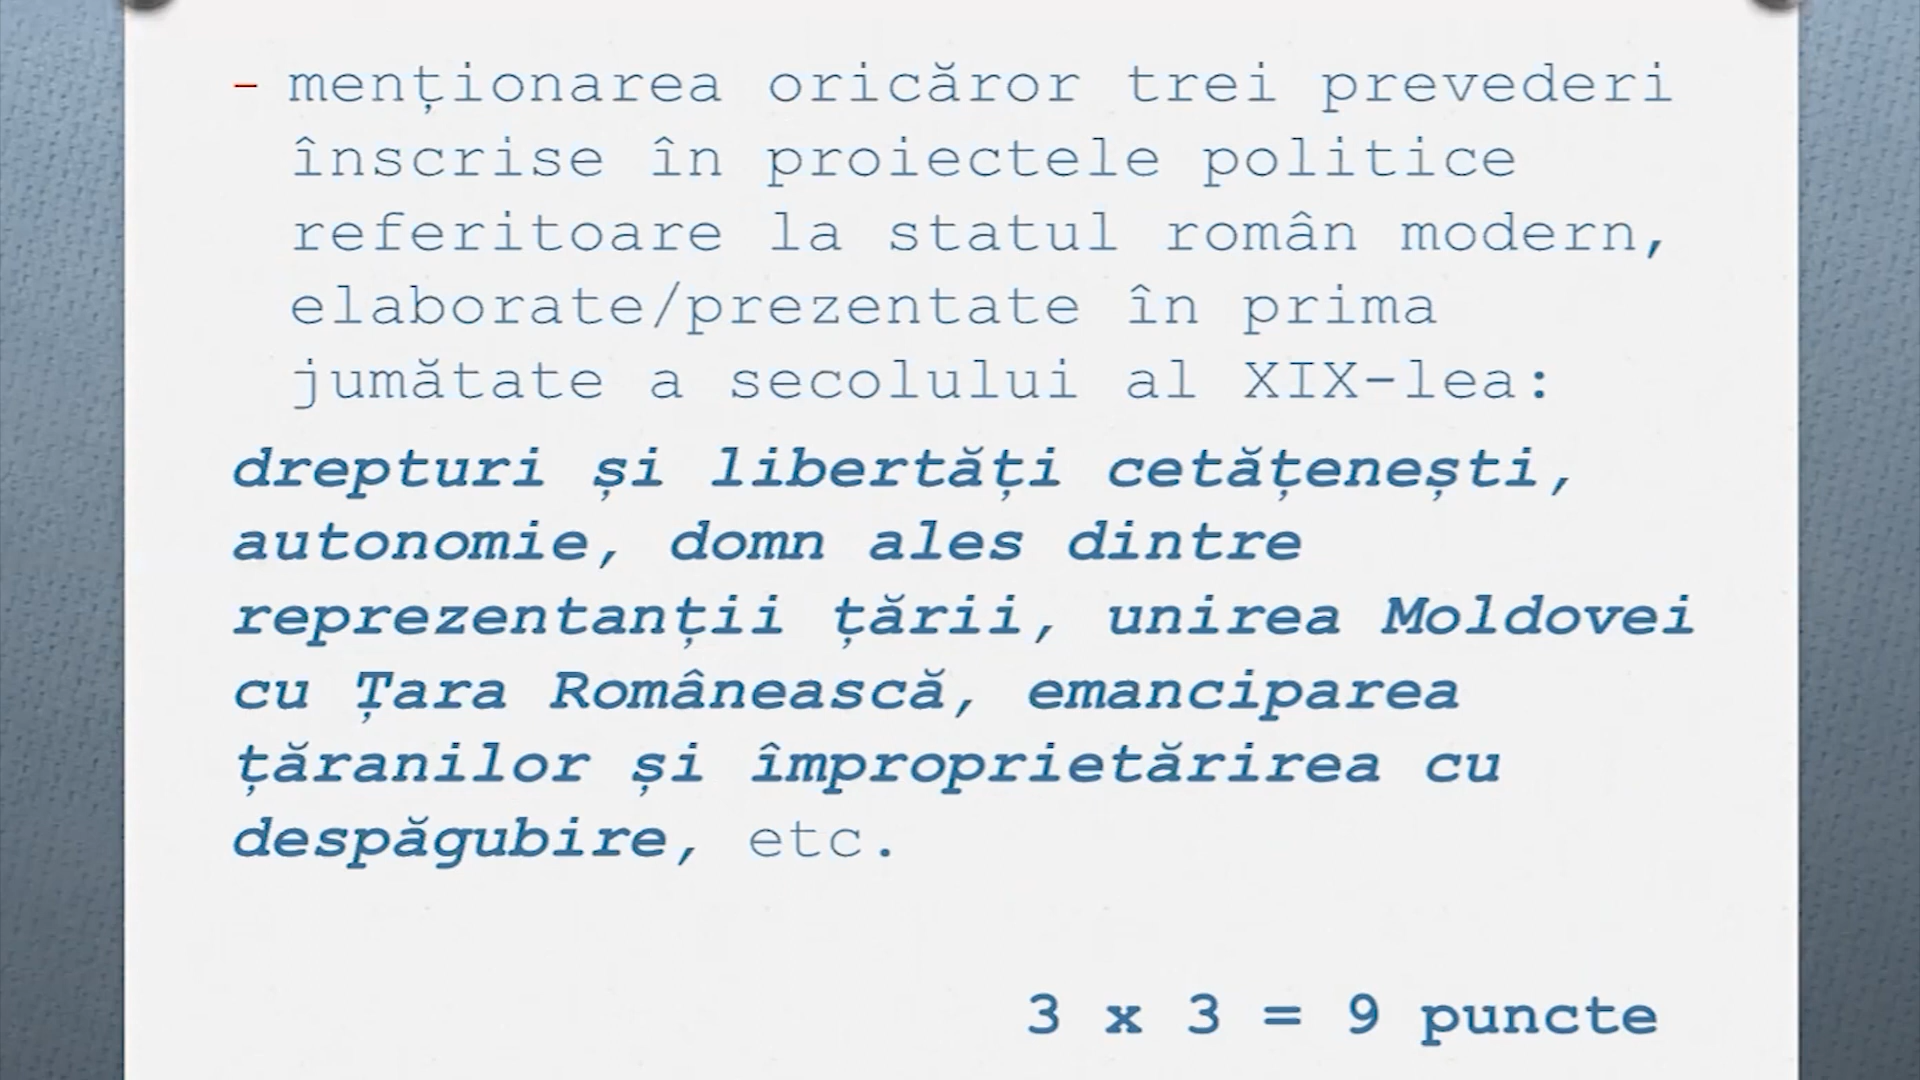 - menționarea oricăror trei prevederi
înscrise în proiectele politice
referitoare la statul român modern,
elaborate/prezentate în prima
jumătate a secolului al XIX-lea:
drepturi și libertăți cetățenești,
autonomie, domn ales dintre
reprezentanții țării, unirea Moldovei
cu Țara Românească, emanciparea
țăranilor și împroprietărirea cu
despăgubire, etc.
3 x 3 = 9 puncte